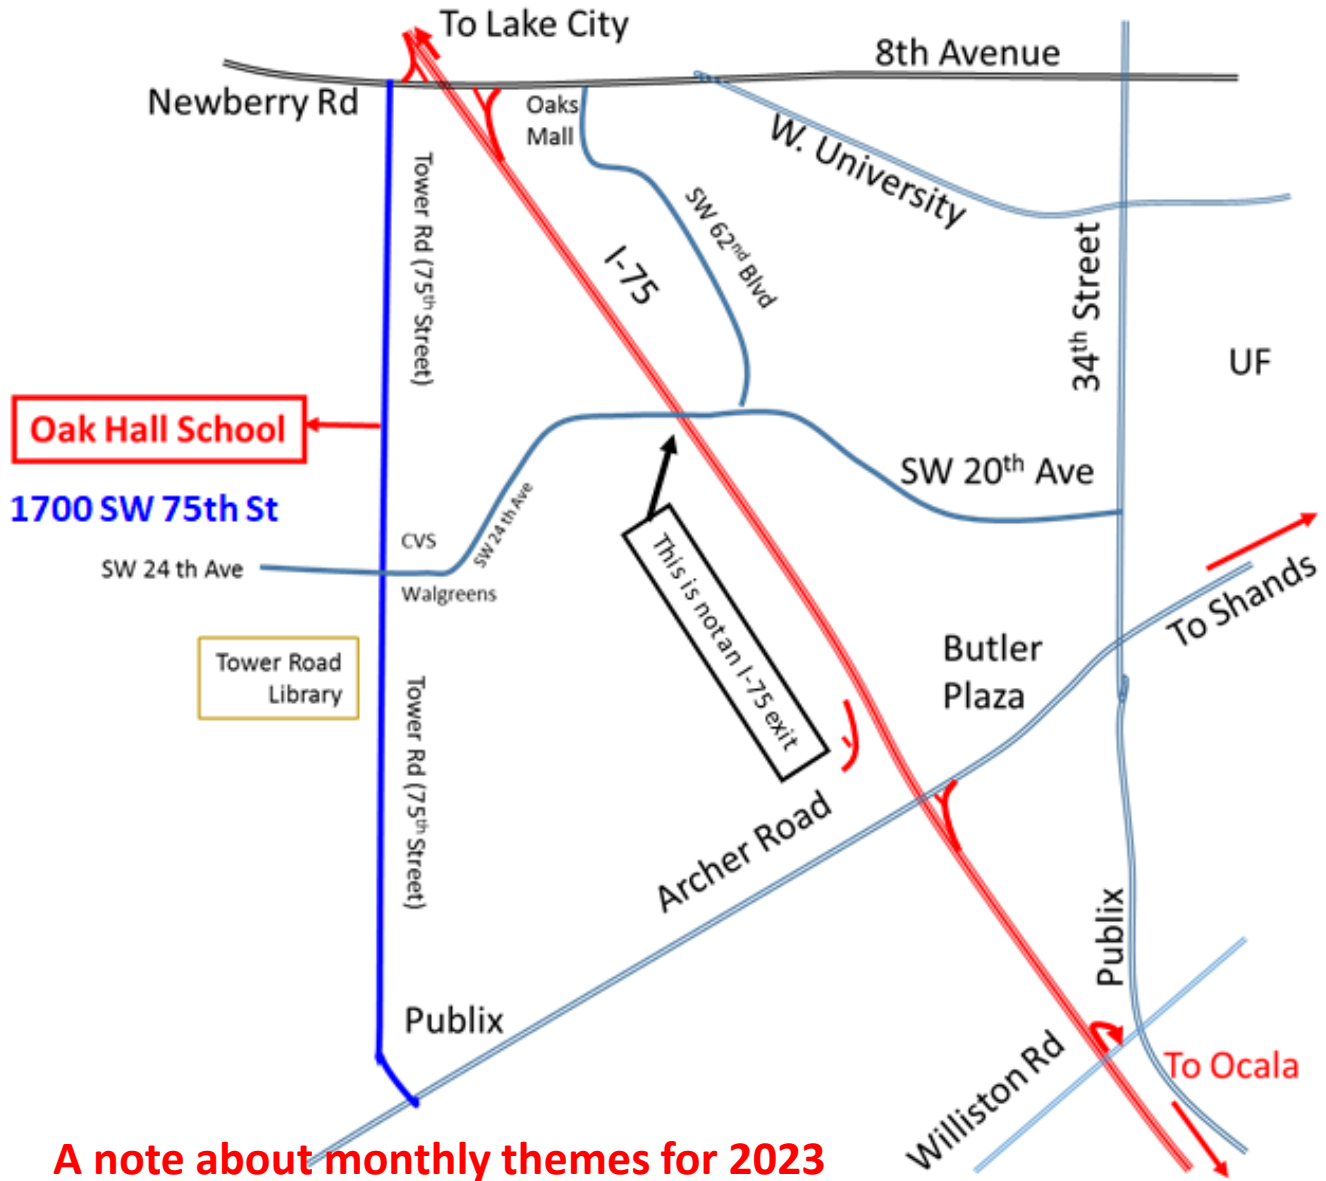 To Lake City
8th Avenue
Newberry Rd
Oaks
Mall
W. University
Tower Rd (75th Street)
SW 62nd Blvd
I-75
34th Street
UF
Oak Hall School
1700 SW 75th St
SW 20th Ave
SW 24 th Ave
CVS
SW 24 th Ave
Walgreens
This is not an I-75 exit
To Shands
Tower Road
Library
Butler
Plaza
Tower Rd (75th Street)
Archer Road
Publix
Publix
Williston Rd
To Ocala
A note about monthly themes for 2023